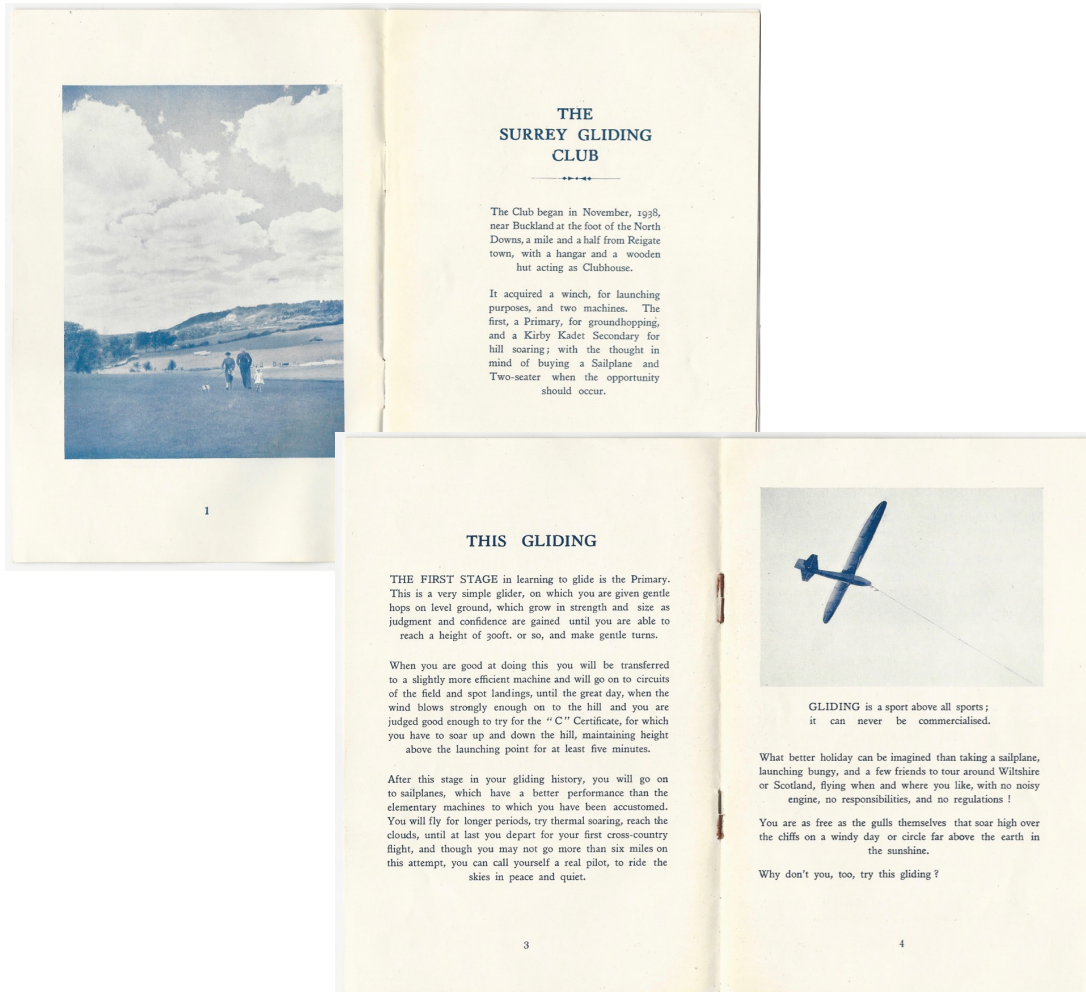 THE
SURREY GLIDING
CLUB
The Club began in November, 1938,
near Buckland at the foot of the North
Downs, a mile and a half from Reigate
town, with a hangar and a wooden
hut acting as Clubhouse.
It acquired a winch, for launching
purposes, and two machines. The
first, a Primary, for groundhopping,
and a Kirby Kadet Secondary for
hill soaring; with the thought in
mind of buying a Sailplane and
Two-seater when the opportunity
should occur.
1
THIS GLIDING
THE FIRST STAGE in learning to glide is the Primary.
This is a very simple glider, on which you are given gentle
hops on level ground, which grow in strength and size as
judgment and confidence are gained until you are able to
reach a height of 300ft. or so, and make gentle turns.
When you are good at doing this you will be transferred
to a slightly more efficient machine and will go on to circuits
of the field and spot landings, until the great day, when the
wind blows strongly enough on to the hill and you are
judged good enough to try for the "C" Certificate, for which
you have to soar up and down the hill, maintaining height
above the launching point for at least five minutes.
After this stage in your gliding history, you will go on
to sailplanes, which have a better performance than the
elementary machines to which you have been accustomed.
You will fly for longer periods, try thermal soaring, reach the
clouds, until at last you depart for your first cross-country
flight, and though you may not go more than six miles on
this attempt, you can call yourself a real pilot, to ride the
skies in peace and quiet.
3
GLIDING is a sport above all sports;
it can never be commercialised.
What better holiday can be imagined than taking a sailplane,
launching bungy, and a few friends to tour around Wiltshire
or Scotland, flying when and where you like, with no noisy
engine, no responsibilities, and no regulations !
You are as free as the gulls themselves that soar high over
the cliffs on a windy day or circle far above the earth in
the sunshine.
Why don't you, too, try this gliding ?
4